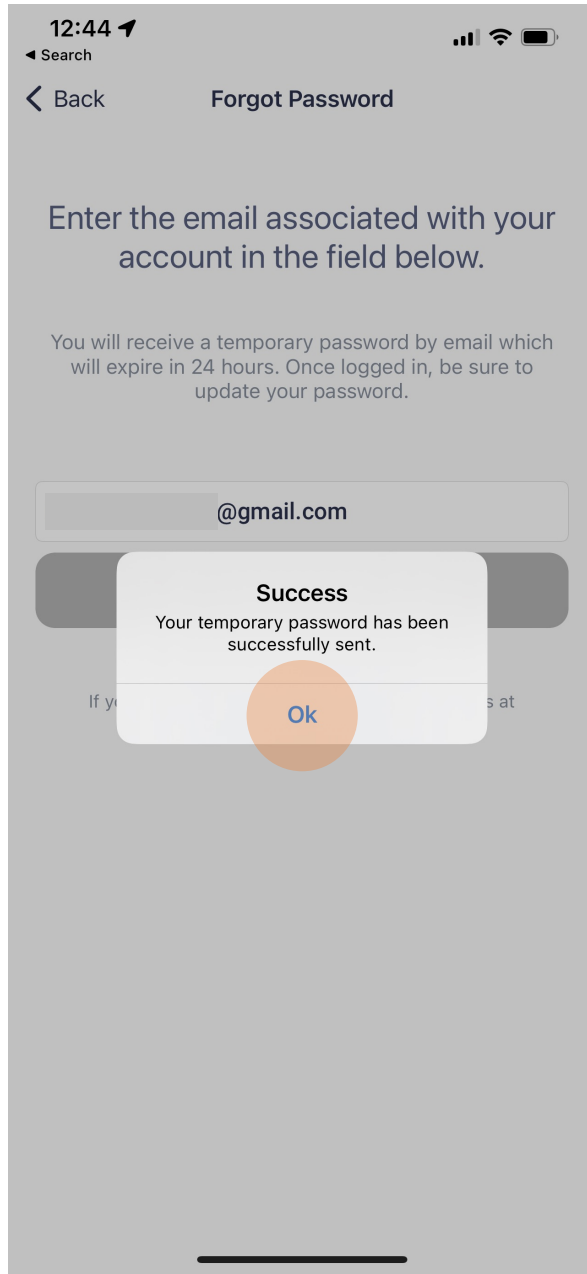 12:44
Search
Back
Forgot Password
Enter the email associated with your
account in the field below.
You will receive a temporary password by email which
will expire in 24 hours. Once logged in, be sure to
update your password.
@gmail.com
Success
Your temporary password has been
successfully sent.
If
at
Ok